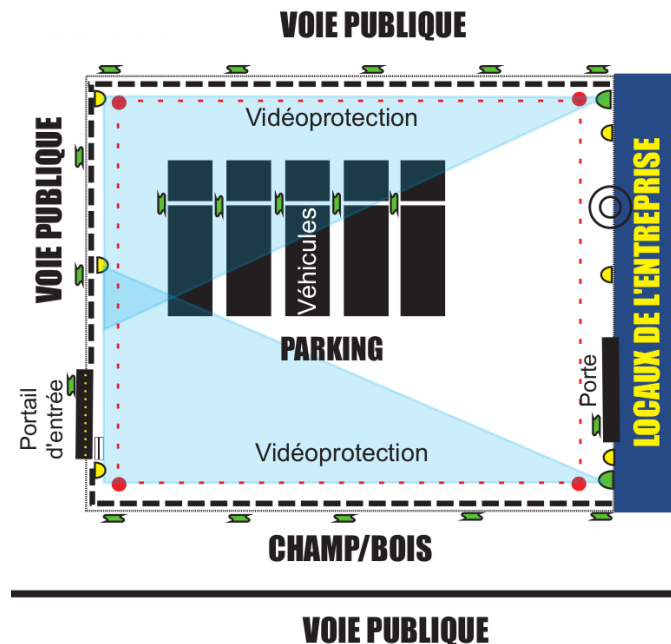 VOIE PUBLIQUE
Vidéoprotection
VOIE PUBLIQUE
Véhicules
LOCAUX DE L'ENTREPRISE
PARKING
Porte
Portail
d'entrée
Vidéoprotection
CHAMP/BOIS
VOIE PUBLIQUE